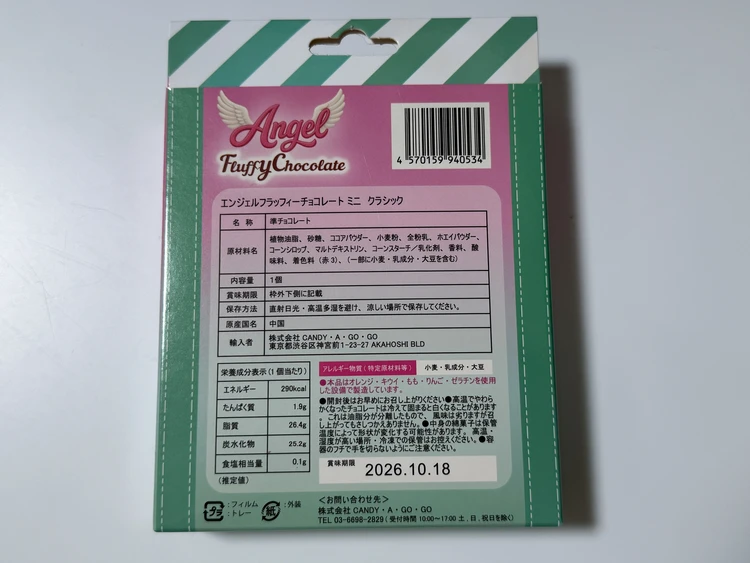 Angel
Fluffy Chocolate
4 570159 940534
エンジェルフラッフィーチョコレート ミニ クラシック
名 称 準チョコレート
原材料名 植物油脂、砂糖、ココアパウダー、小麦粉、全粉乳、ホエイパウダー、
コーンシロップ、マルトデキストリン、コーンスターチ/乳化剤、香料、酸
味料、着色料(赤3)、(一部に小麦・乳成分・大豆を含む)
内容量 1個
賞味期限 枠外下側に記載
保存方法 直射日光・高温多湿を避け、涼しい場所で保存してください。
原産国名 中国
輸入者 株式会社 CANDY・A・GO・GO
東京都渋谷区神宮前1-23-27 AKAHOSHI BLD
栄養成分表示(1個当たり)
エネルギー 290kcal
たんぱく質 1.9g
脂質 26.4g
炭水化物 25.2g
食塩相当量 0.1g
(推定値)
アレルギー物質(特定原材料等) 小麦・乳成分・大豆
●本品はオレンジ・キウイ・もも・りんご・ゼラチンを使用
した設備で製造しています。
●開封後はお早めにお召し上がりください●高温でやわら
かくなったチョコレートは冷えて固まると白くなることがあります
。これは油脂分が分離したもので、風味は劣りますが召
し上がってもさしつかえありません。●中身の綿菓子は保管
温度によって形状が変化する可能性があります。高温・
湿度が高い場所・冷凍での保管はお控えください。●容
器のフチで手を切らないようにご注意ください。
賞味期限 2026.10.18
プラ :フィルム
:トレー
紙 :外装
<お問い合わせ先>
株式会社 CANDY・A・GO・GO
TEL 03-6698-2829(受付時間 10:00〜17:00 土,日,祝日を除く)